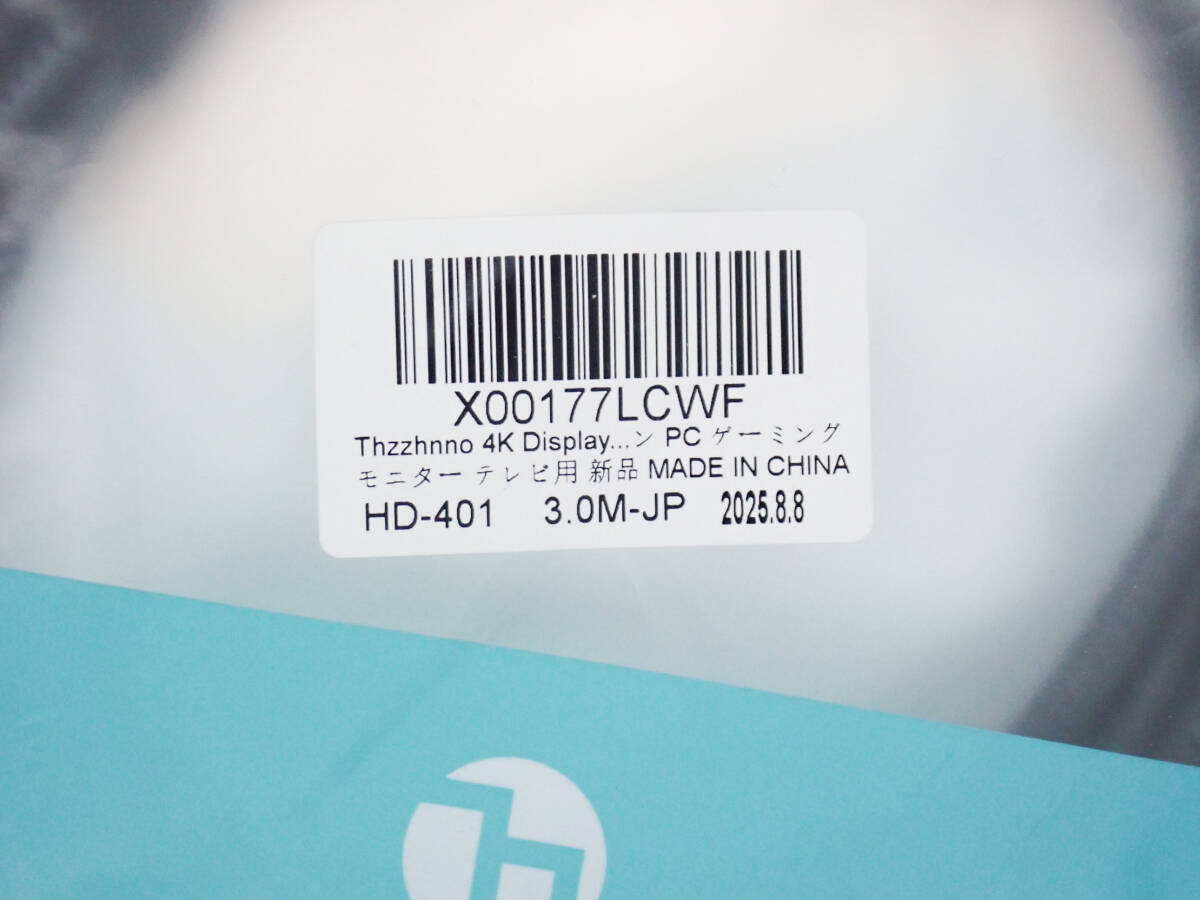 X00177LCWF
Thzzhnno 4K Display...ン PC ゲーミング
モニター テレビ用 新品 MADE IN CHINA
HD-401 3.0M-JP 2025.8.8